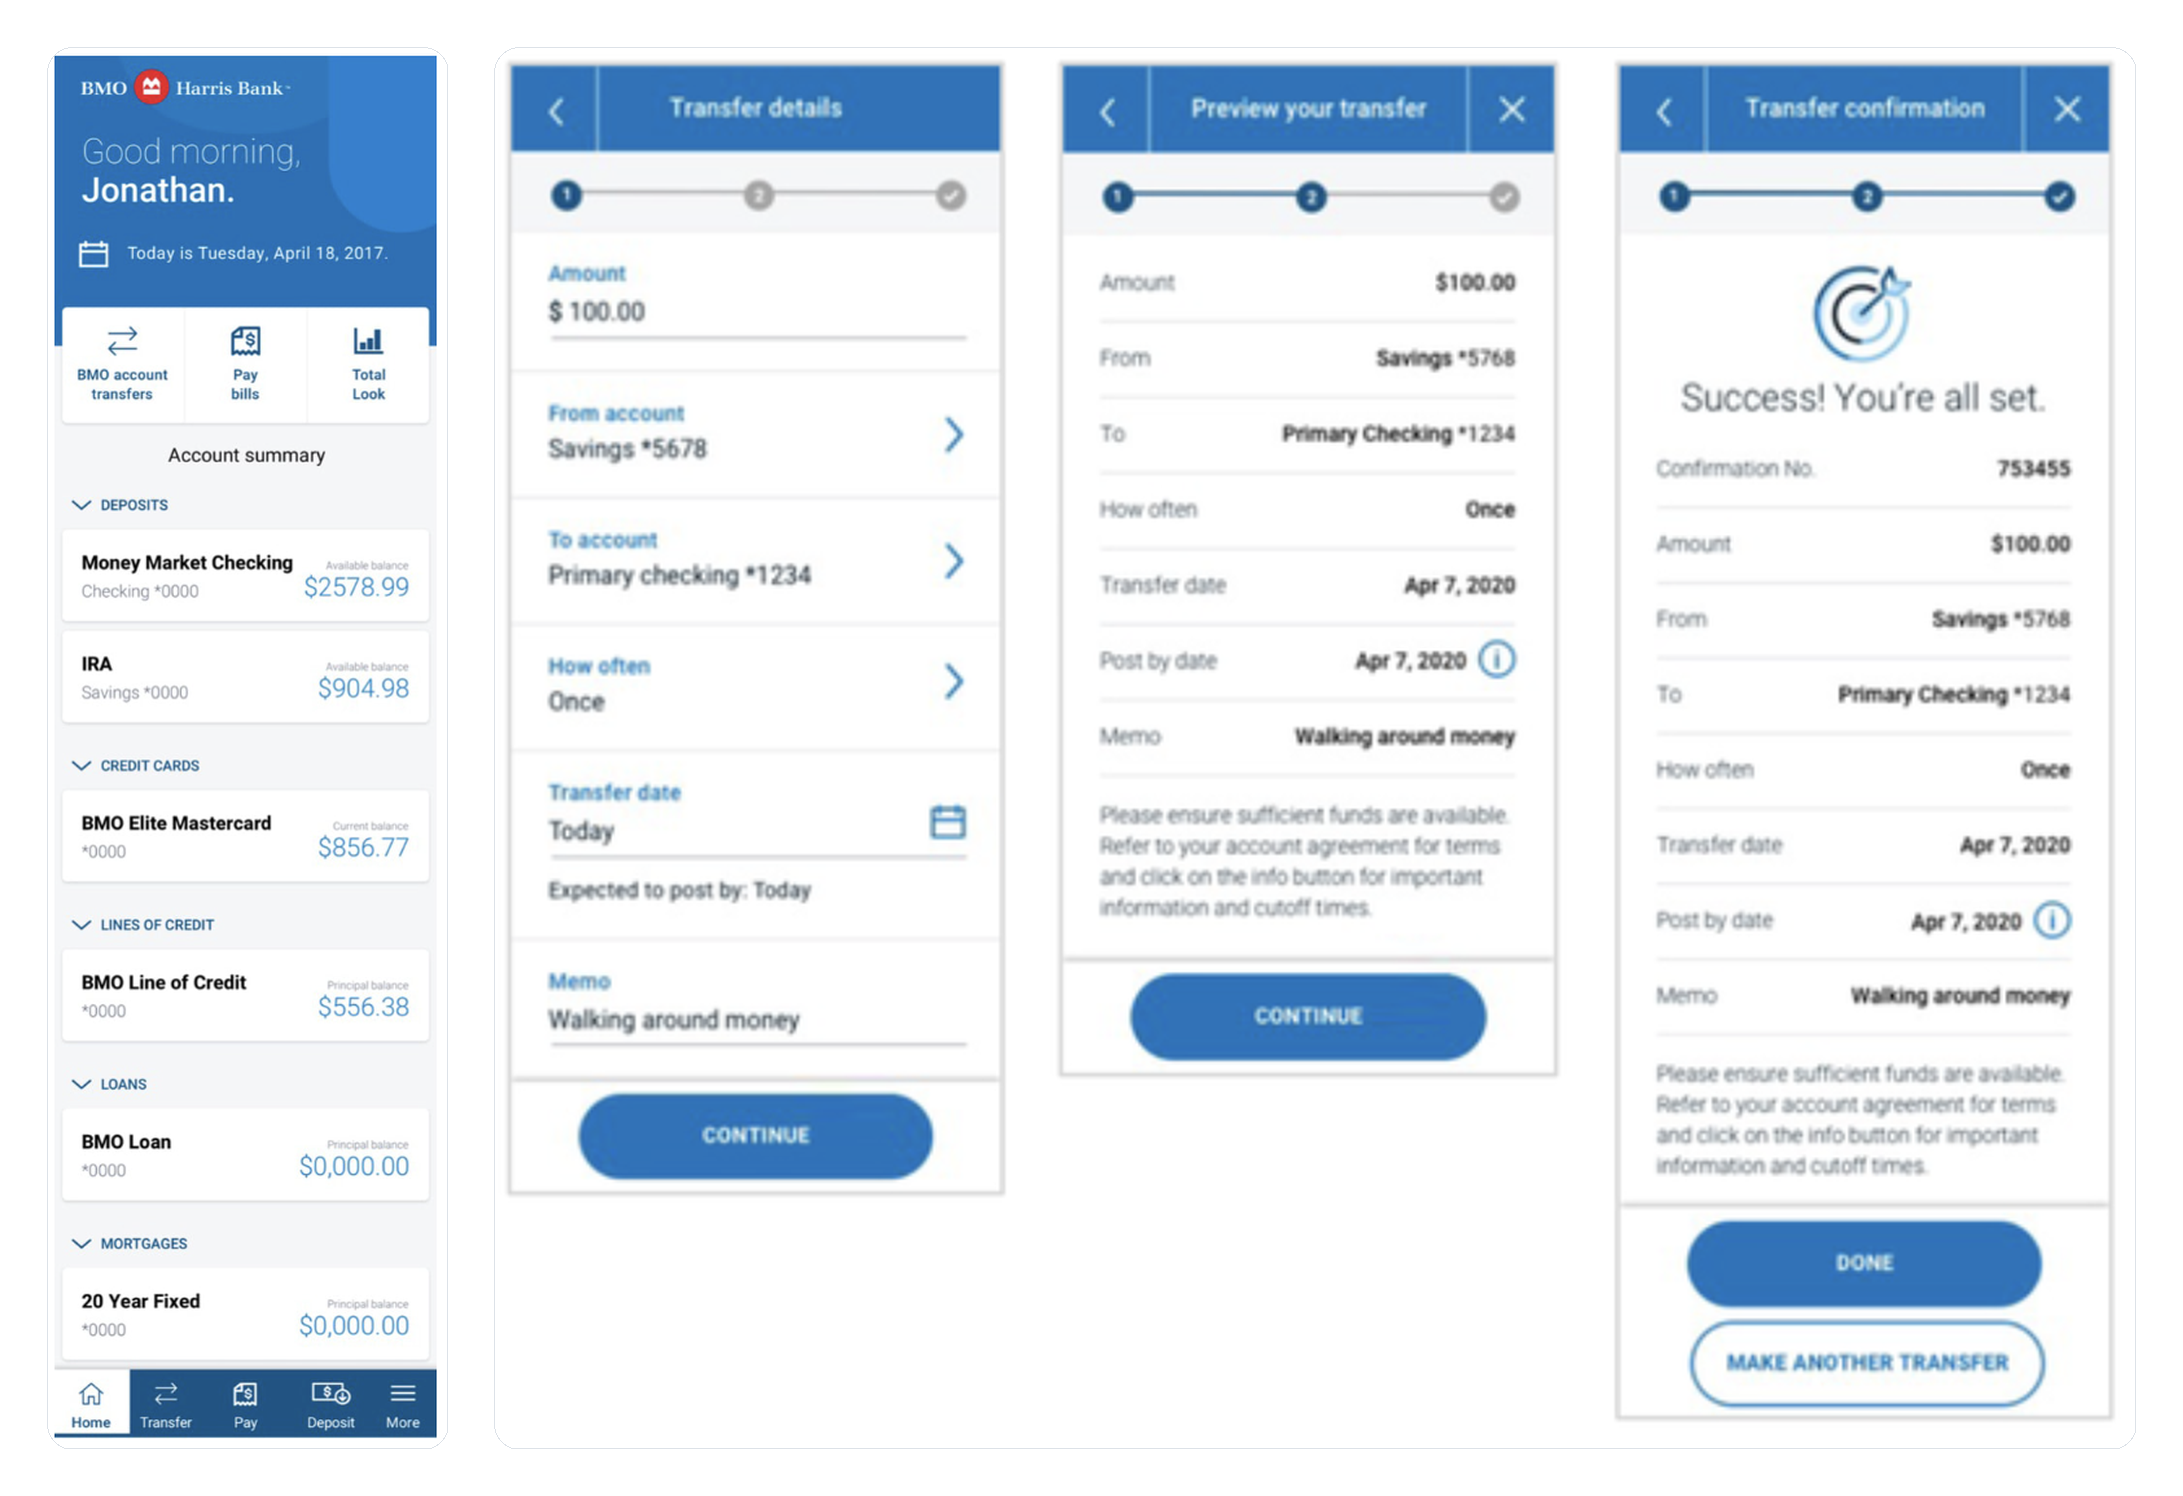 BMO Harris Bank
Good morning,
Jonathan.
Today is Tuesday, April 18, 2017.
BMO account
transfers
Pay
bills
Total
Look
Account summary
DEPOSITS
Money Market Checking
Available balance
Checking *0000
$2578.99
IRA
Available balance
Savings *0000
$904.98
CREDIT CARDS
BMO Elite Mastercard
Current balance
*0000
$856.77
LINES OF CREDIT
BMO Line of Credit
Principal balance
*0000
$556.38
LOANS
BMO Loan
Principal balance
*0000
$0,000.00
MORTGAGES
20 Year Fixed
Principal balance
*0000
$0,000.00
Home
Transfer
Pay
Deposit
More
Transfer details
1
2
Amount
$ 100.00
From account
Savings *5678
To account
Primary checking *1234
How often
Once
Transfer date
Today
Expected to post by: Today
Memo
Walking around money
CONTINUE
Preview your transfer
1
2
Amount $100.00
From Savings *5768
To Primary Checking *1234
How often Once
Transfer date Apr 7, 2020
Post by date Apr 7, 2020
Memo Walking around money
Please ensure sufficient funds are available.
Refer to your account agreement for terms
and click on the info button for important
information and cutoff times.
CONTINUE
Transfer confirmation
1
2
Success! You're all set.
Confirmation No. 753455
Amount $100.00
From Savings *5768
To Primary Checking *1234
How often Once
Transfer date Apr 7, 2020
Post by date Apr 7, 2020
Memo Walking around money
Please ensure sufficient funds are available.
Refer to your account agreement for terms
and click on the info button for important
information and cutoff times.
DONE
MAKE ANOTHER TRANSFER